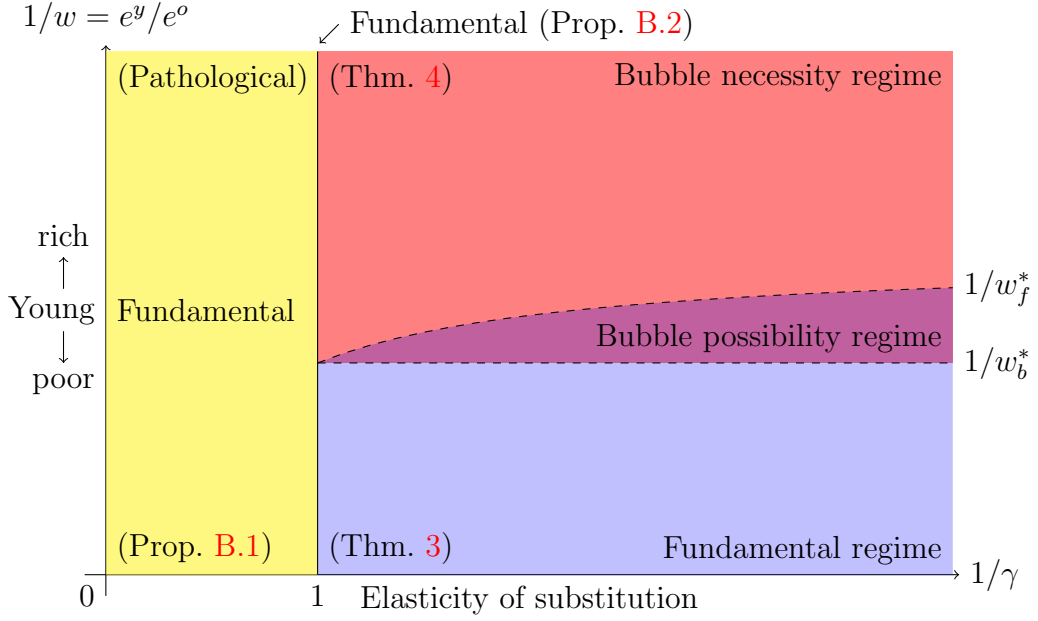 1/w = e^y/e^o
Fundamental (Prop. B.2)
(Pathological)
(Thm. 4)
Bubble necessity regime
rich
Young
poor
Fundamental
1/w_f^*
Bubble possibility regime
1/w_b^*
(Prop. B.1)
(Thm. 3)
Fundamental regime
1/γ
0
1
Elasticity of substitution